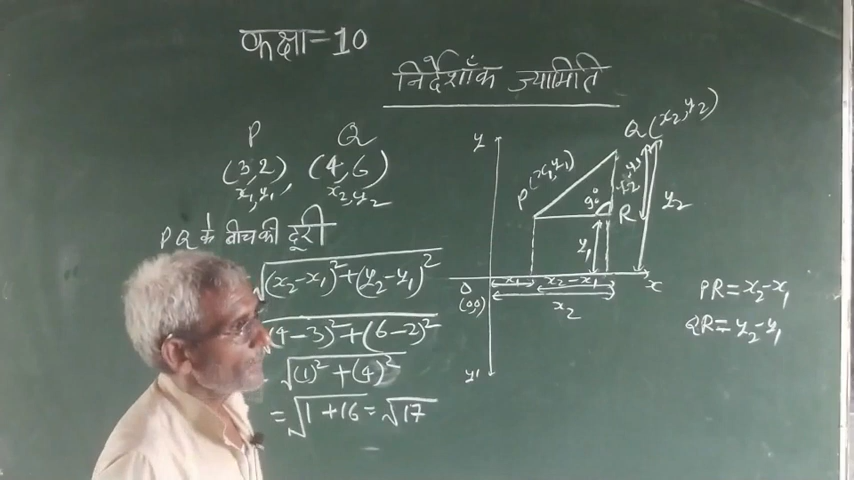 कक्षा-10
निर्देशाँक ज्यामिति
P Q
(3,2), (4,6)
x₁,y₁ x₂,y₂
PQ के बीच की दूरी
√(x₂-x₁)²+(y₂-y₁)²
√(4-3)²+(6-2)²
= √(1)²+(4)²
= √1+16 = √17
y
Q(x₂,y₂)
P(x₁,y₁)
90°
R
y₂
y₁
O
(0,0)
x₁ x₂-x₁
x
x₂
y¹
PR=x₂-x₁
QR=y₂-y₁